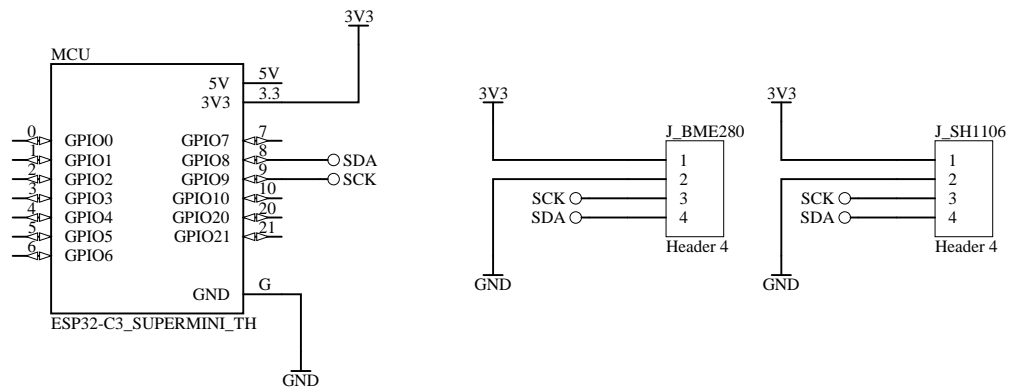 3V3
MCU
5V 5V
3V3 3.3
0 GPIO0 GPIO7 7
1 GPIO1 GPIO8 8 SDA
2 GPIO2 GPIO9 9 SCK
3 GPIO3 GPIO10 10
4 GPIO4 GPIO20 20
5 GPIO5 GPIO21 21
6 GPIO6
GND G
ESP32-C3_SUPERMINI_TH
GND
3V3
J_BME280
1
2
SCK 3
SDA 4
Header 4
GND
3V3
J_SH1106
1
2
SCK 3
SDA 4
Header 4
GND